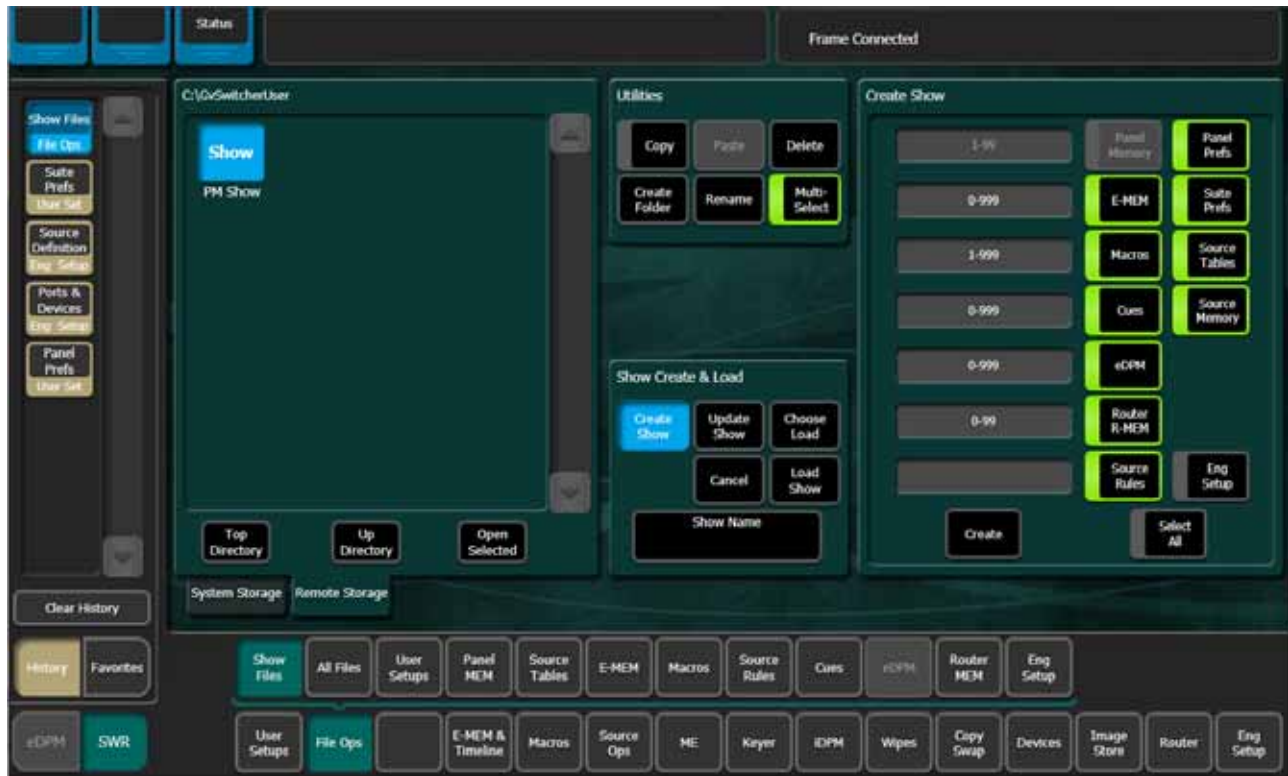 Status
Frame Connected
Show Files
File Ops
Suite Prefs
User Set
Source Definition
Eng Setup
Ports & Devices
Eng Setup
Panel Prefs
User Set
Clear History
History
Favorites
eDPM
SWR
C:\GvSwitcherUser
Show
PM Show
Top Directory
Up Directory
Open Selected
System Storage
Remote Storage
Utilities
Copy
Paste
Delete
Create Folder
Rename
Multi-Select
Show Create & Load
Create Show
Update Show
Choose Load
Cancel
Load Show
Show Name
Create Show
1-99
Panel Memory
Panel Prefs
0-999
E-MEM
Suite Prefs
1-999
Macros
Source Tables
0-999
Cues
Source Memory
0-999
eDPM
0-99
Router R-MEM
Source Rules
Eng Setup
Create
Select All
Show Files
All Files
User Setups
Panel MEM
Source Tables
E-MEM
Macros
Source Rules
Cues
eDPM
Router MEM
Eng Setup
User Setups
File Ops
E-MEM & Timeline
Macros
Source Ops
ME
Keyer
iDPM
Wipes
Copy Swap
Devices
Image Store
Router
Eng Setup